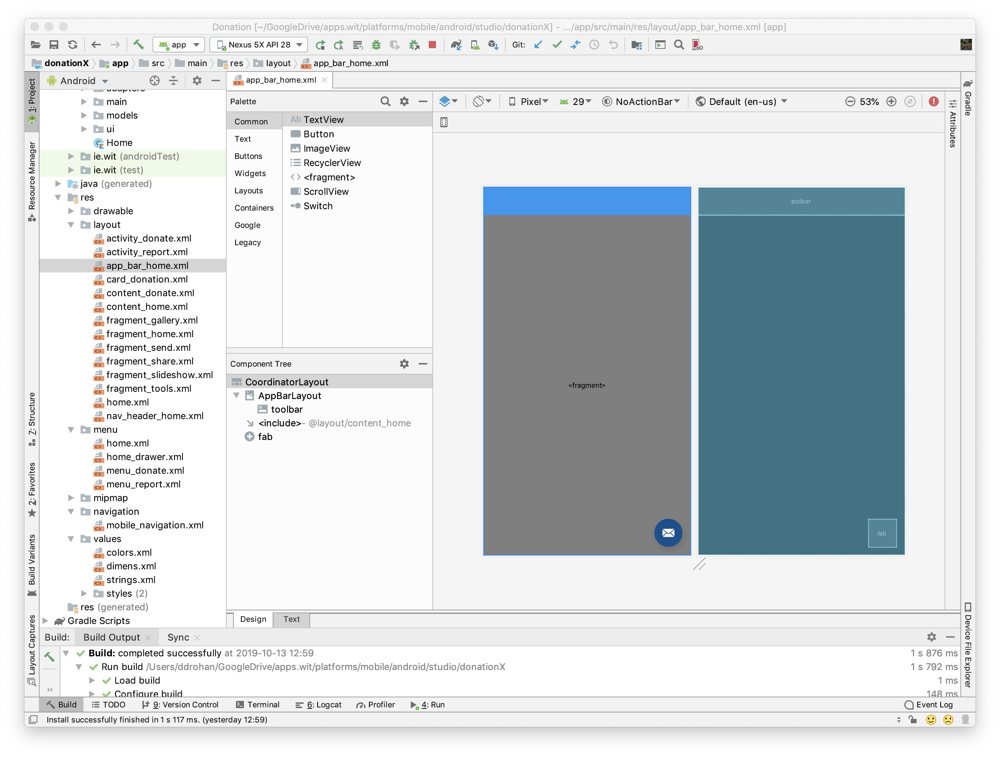 Donation [~/GoogleDrive/apps.wit/platforms/mobile/android/studio/donationX] - .../app/src/main/res/layout/app_bar_home.xml [app]
app
Nexus 5X API 28
Git:
donationX
app
src
main
res
layout
app_bar_home.xml
1: Project
Resource Manager
7: Structure
2: Favorites
Build Variants
Layout Captures
Android
adapters
main
models
ui
Home
ie.wit (androidTest)
ie.wit (test)
java (generated)
res
drawable
layout
activity_donate.xml
activity_report.xml
app_bar_home.xml
card_donation.xml
content_donate.xml
content_home.xml
fragment_gallery.xml
fragment_home.xml
fragment_send.xml
fragment_share.xml
fragment_slideshow.xml
fragment_tools.xml
home.xml
nav_header_home.xml
menu
home.xml
home_drawer.xml
menu_donate.xml
menu_report.xml
mipmap
navigation
mobile_navigation.xml
values
colors.xml
dimens.xml
strings.xml
styles (2)
res (generated)
Gradle Scripts
app_bar_home.xml
Palette
Common
Text
Buttons
Widgets
Layouts
Containers
Google
Legacy
Ab TextView
Button
ImageView
RecyclerView
<fragment>
ScrollView
Switch
Component Tree
CoordinatorLayout
AppBarLayout
toolbar
<include>- @layout/content_home
fab
Pixel
29
NoActionBar
Default (en-us)
53%
<fragment>
toolbar
fab
Design
Text
Gradle
Attributes
Device File Explorer
Build:
Build Output
Sync
Build: completed successfully at 2019-10-13 12:59
1 s 876 ms
Run build /Users/ddrohan/GoogleDrive/apps.wit/platforms/mobile/android/studio/donationX
1 s 792 ms
Load build
1 ms
Configure build
148 ms
Build
TODO
9: Version Control
Terminal
6: Logcat
Profiler
4: Run
Event Log
Install successfully finished in 1 s 117 ms. (yesterday 12:59)